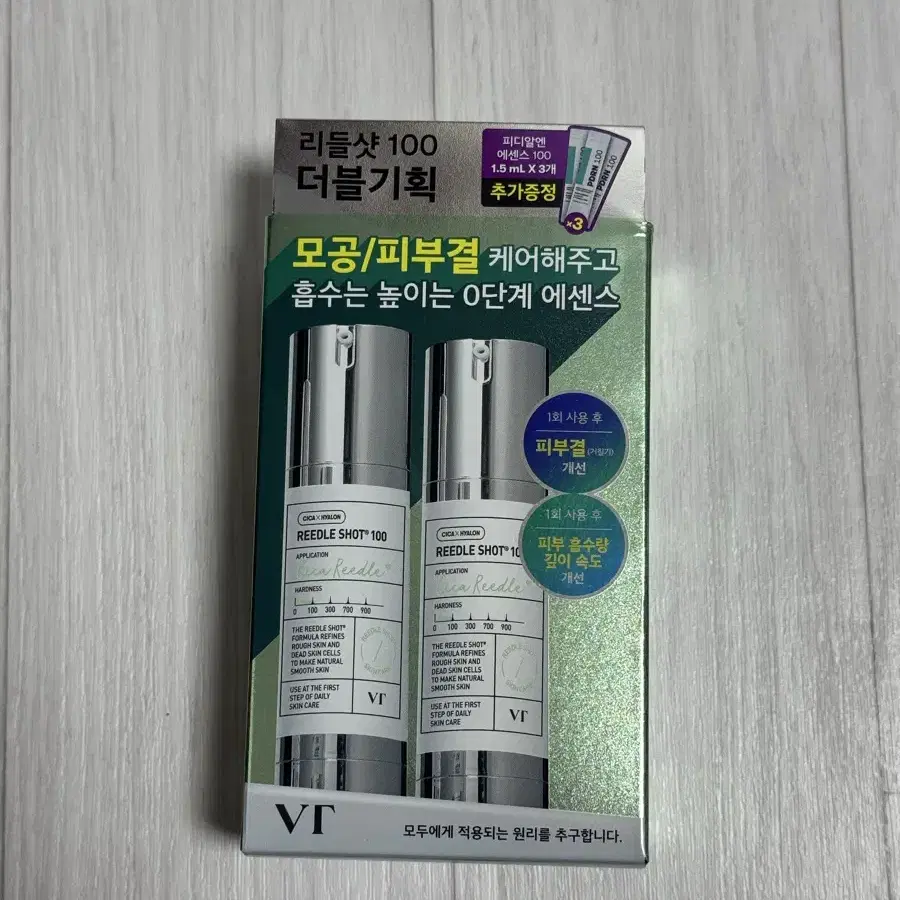 리들샷 100
더블기획
피디알엔
에센스 100
1.5 mL X 3개
추가증정
PDRN 100
PDRN 100
x3
모공/피부결 케어해주고
흡수는 높이는 0단계 에센스
1회 사용 후
피부결 (거칠기)
개선
1회 사용 후
피부 흡수량
깊이 속도
개선
CICA X HYALON
REEDLE SHOT® 100
APPLICATION
Cica Reedle®
HARDNESS
0 100 300 700 900
THE REEDLE SHOT®
FORMULA REFINES
ROUGH SKIN AND
DEAD SKIN CELLS
TO MAKE NATURAL
SMOOTH SKIN
USE AT THE FIRST
STEP OF DAILY
SKIN CARE
VT
CICA X HYALON
REEDLE SHOT® 10
APPLICATION
Cica Reedle®
HARDNESS
0 100 300 700 900
THE REEDLE SHOT®
FORMULA REFINES
ROUGH SKIN AND
DEAD SKIN CELLS
TO MAKE NATURAL
SMOOTH SKIN
USE AT THE FIRST
STEP OF DAILY
SKIN CARE
VT
VT
모두에게 적용되는 원리를 추구합니다.